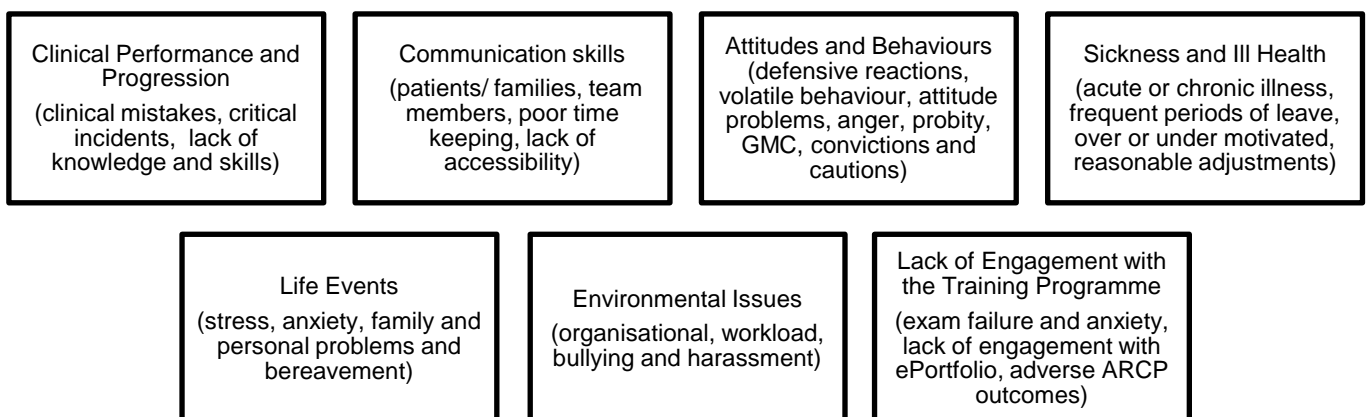 Clinical Performance and
Progression
(clinical mistakes, critical
incidents, lack of
knowledge and skills)
Communication skills
(patients/ families, team
members, poor time
keeping, lack of
accessibility)
Attitudes and Behaviours
(defensive reactions,
volatile behaviour, attitude
problems, anger, probity,
GMC, convictions and
cautions)
Sickness and Ill Health
(acute or chronic illness,
frequent periods of leave,
over or under motivated,
reasonable adjustments)
Life Events
(stress, anxiety, family and
personal problems and
bereavement)
Environmental Issues
(organisational, workload,
bullying and harassment)
Lack of Engagement with
the Training Programme
(exam failure and anxiety,
lack of engagement with
ePortfolio, adverse ARCP
outcomes)